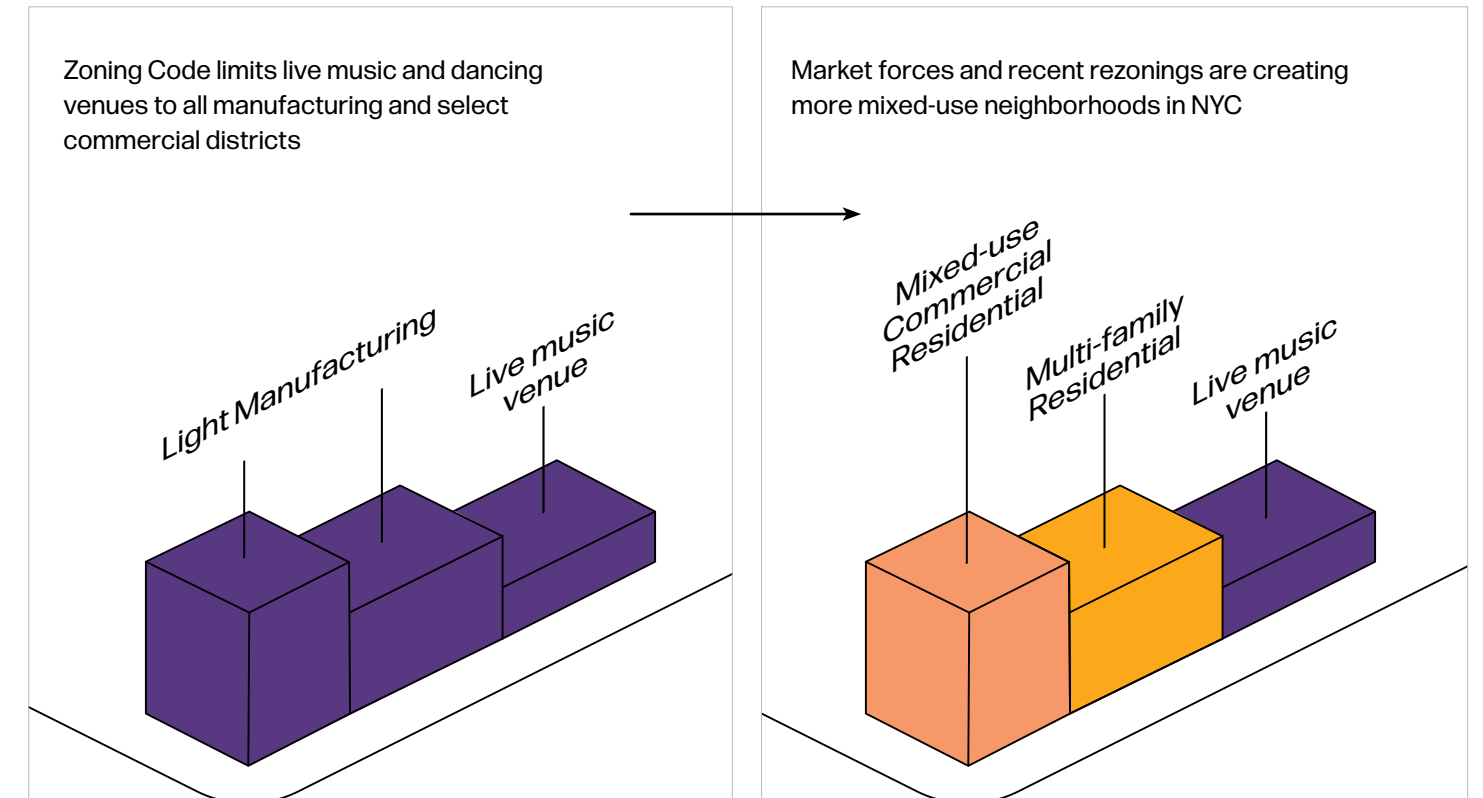 Zoning Code limits live music and dancing
venues to all manufacturing and select
commercial districts
Light Manufacturing
Live music
venue
Market forces and recent rezonings are creating
more mixed-use neighborhoods in NYC
Mixed-use
Commercial
Residential
Multi-family
Residential
Live music
venue